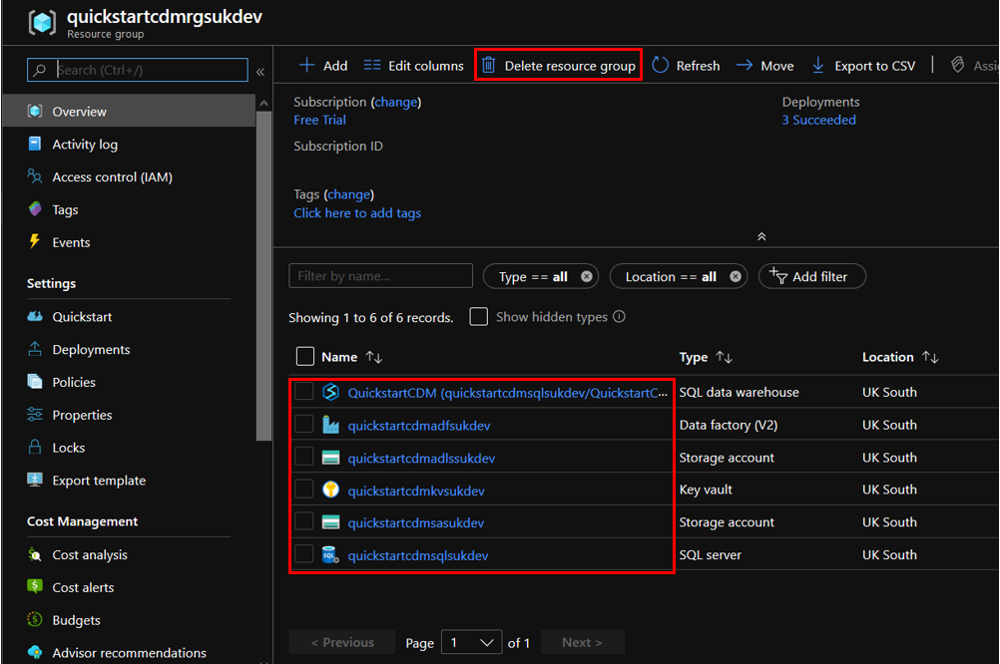 quickstartcdmrgsukdev
Resource group
Search (Ctrl+/)
«
Overview
Activity log
Access control (IAM)
Tags
Events
Settings
Quickstart
Deployments
Policies
Properties
Locks
Export template
Cost Management
Cost analysis
Cost alerts
Budgets
Advisor recommendations
Add Edit columns Delete resource group Refresh Move Export to CSV Assi
Subscription (change) Deployments
Free Trial 3 Succeeded
Subscription ID
Tags (change)
Click here to add tags
Filter by name... Type == all Location == all Add filter
Showing 1 to 6 of 6 records. Show hidden types
Name ↑↓ Type ↑↓ Location ↑↓
QuickstartCDM (quickstartcdmsqlsukdev/QuickstartC... SQL data warehouse UK South
quickstartcdmadfsukdev Data factory (V2) UK South
quickstartcdmadlssukdev Storage account UK South
quickstartcdmkvsukdev Key vault UK South
quickstartcdmsasukdev Storage account UK South
SQL quickstartcdmsqlsukdev SQL server UK South
< Previous Page 1 of 1 Next >